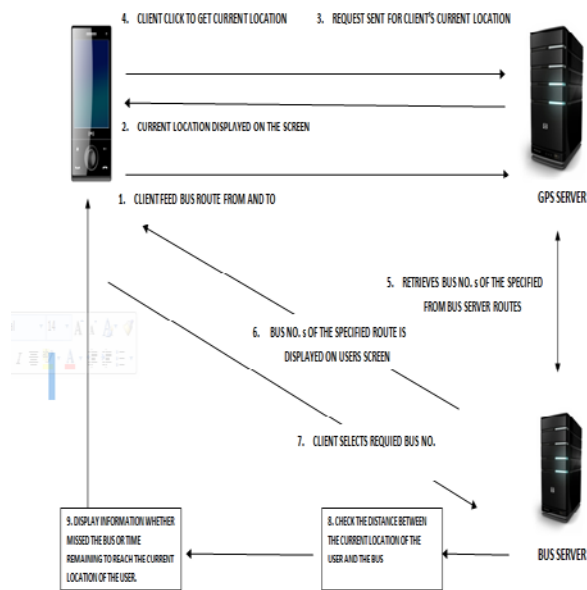 4. CLIENT CLICK TO GET CURRENT LOCATION
3. REQUEST SENT FOR CLIENT'S CURRENT LOCATION
2. CURRENT LOCATION DISPLAYED ON THE SCREEN
1. CLIENT FEED BUS ROUTE FROM AND TO
GPS SERVER
5. RETRIEVES BUS NO. s OF THE SPECIFIED
FROM BUS SERVER ROUTES
14
6. BUS NO. s OF THE SPECIFIED ROUTE IS
DISPLAYED ON USERS SCREEN
7. CLIENT SELECTS REQUIED BUS NO.
9. DISPLAY INFORMATION WHETHER
MISSED THE BUS OR TIME
REMAINING TO REACH THE CURRENT
LOCATION OF THE USER.
8. CHECK THE DISTANCE BETWEEN
THE CURRENT LOCATION OF THE
USER AND THE BUS
BUS SERVER